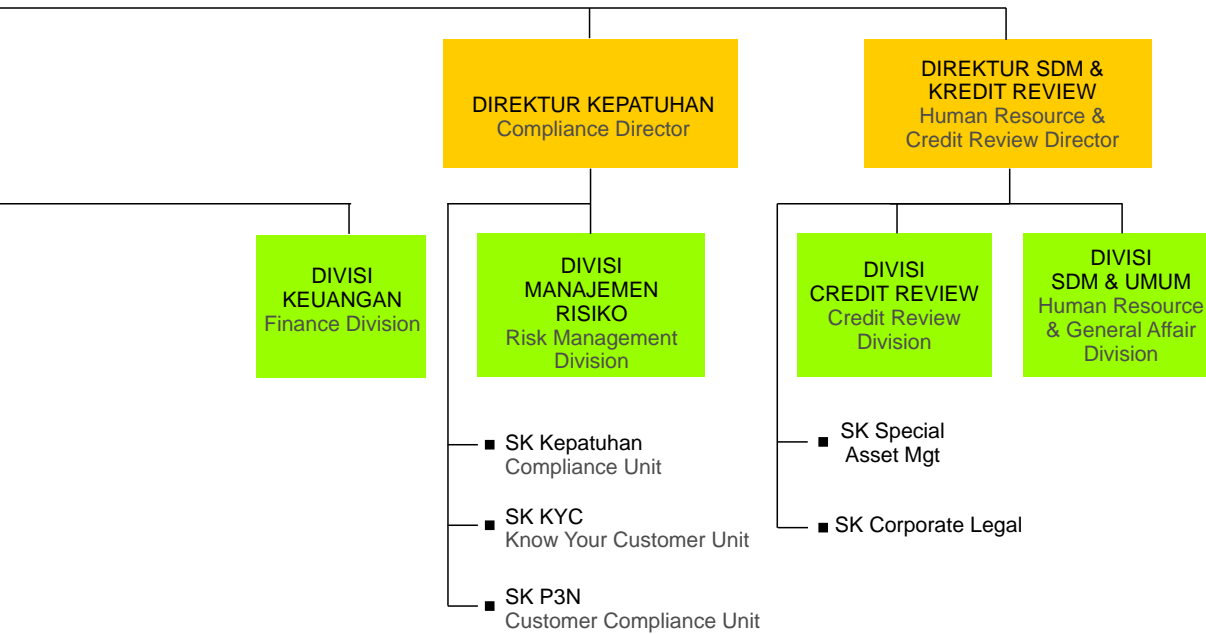 DIREKTUR KEPATUHAN
Compliance Director
DIREKTUR SDM &
KREDIT REVIEW
Human Resource &
Credit Review Director
DIVISI
KEUANGAN
Finance Division
DIVISI
MANAJEMEN
RISIKO
Risk Management
Division
DIVISI
CREDIT REVIEW
Credit Review
Division
DIVISI
SDM & UMUM
Human Resource
& General Affair
Division
SK Kepatuhan
Compliance Unit
SK KYC
Know Your Customer Unit
SK P3N
Customer Compliance Unit
SK Special
Asset Mgt
SK Corporate Legal